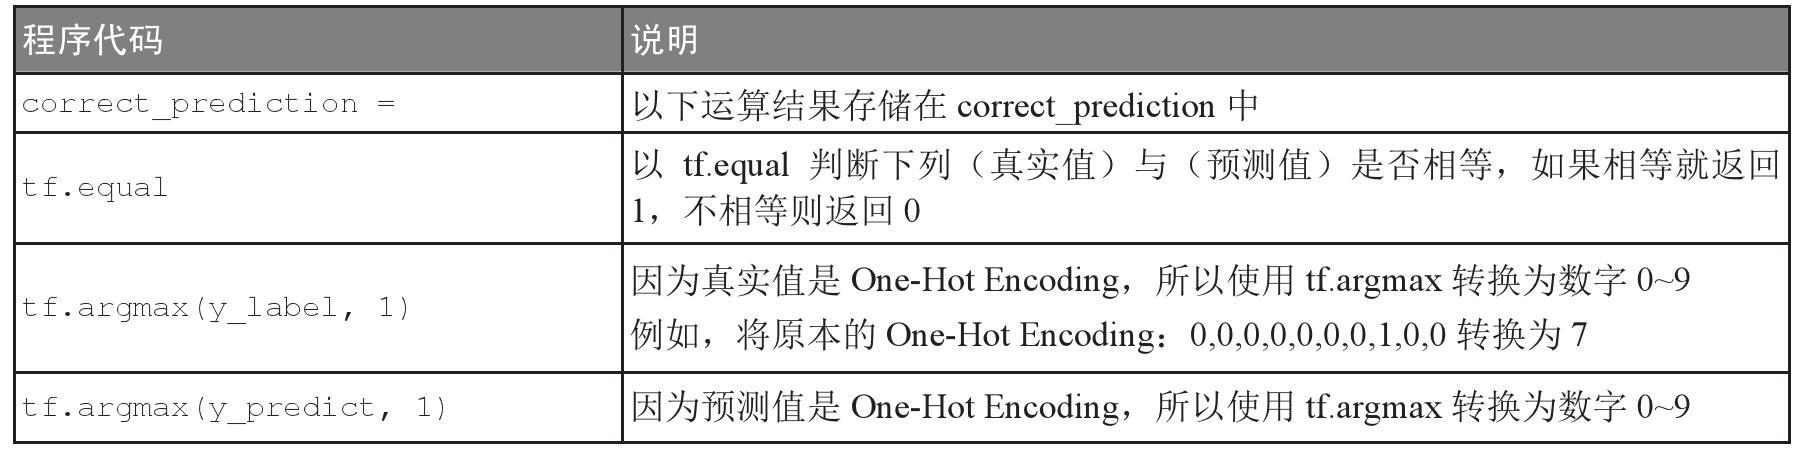 程序代码 说明
correct_prediction = 以下运算结果存储在 correct_prediction 中
tf.equal 以 tf.equal 判断下列（真实值）与（预测值）是否相等，如果相等就返回
1，不相等则返回 0
tf.argmax(y_label, 1) 因为真实值是 One-Hot Encoding，所以使用 tf.argmax 转换为数字 0~9
例如，将原本的 One-Hot Encoding：0,0,0,0,0,0,0,1,0,0 转换为 7
tf.argmax(y_predict, 1) 因为预测值是 One-Hot Encoding，所以使用 tf.argmax 转换为数字 0~9